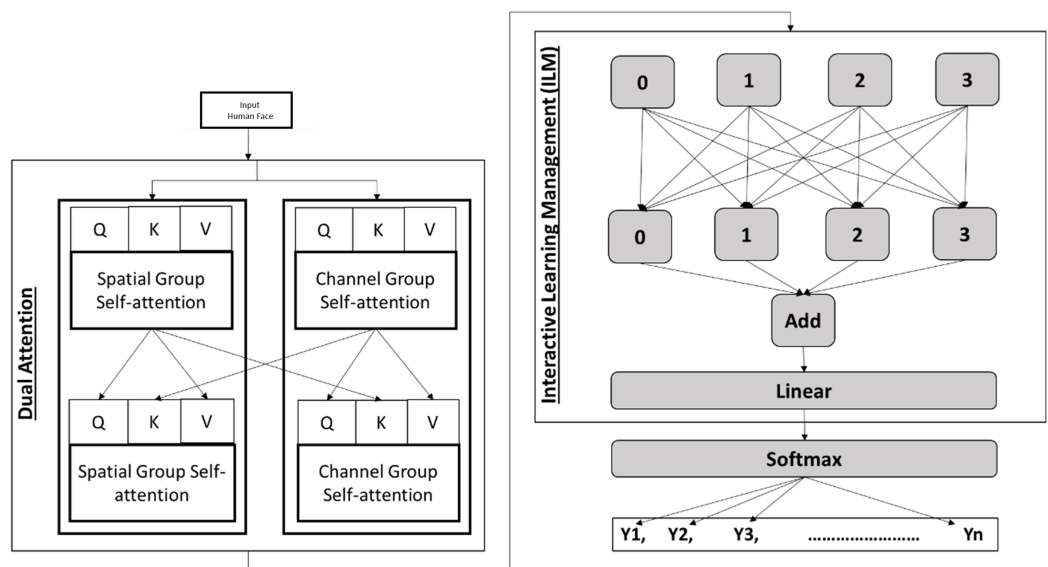 Input
Human Face
Dual Attention
Q K V
Spatial Group
Self-attention
Q K V
Channel Group
Self-attention
Q K V
Spatial Group Self-
attention
Q K V
Channel Group
Self-attention
Interactive Learning Management (ILM)
0 1 2 3
0 1 2 3
Add
Linear
Softmax
Y1, Y2, Y3, ........................ Yn